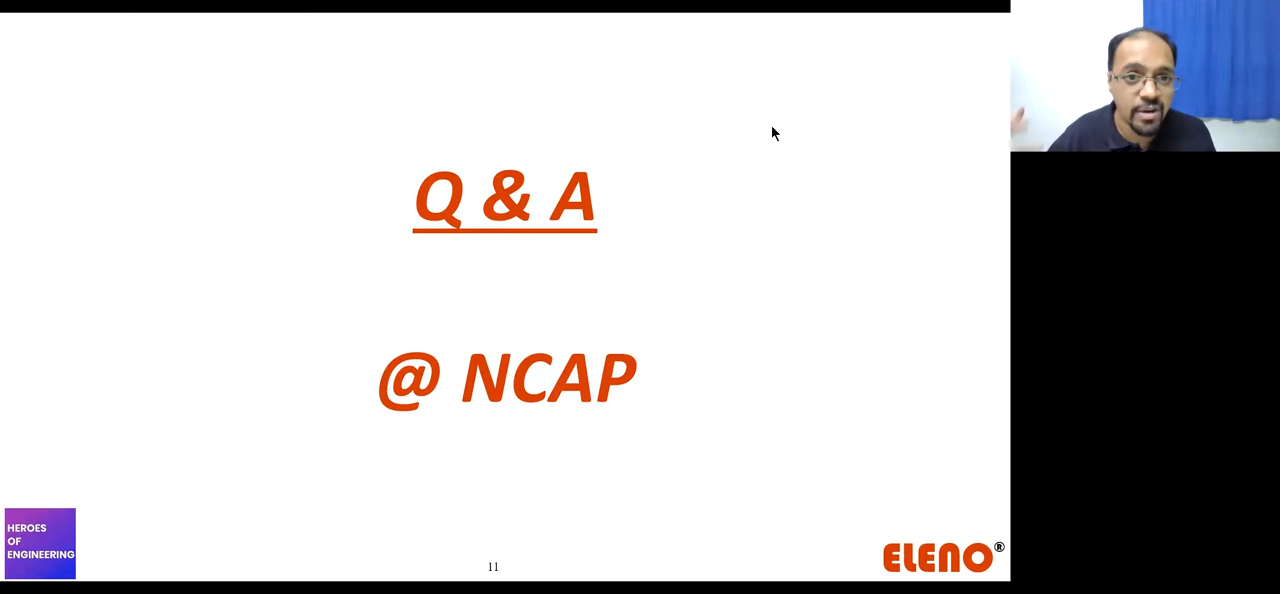 Q & A
@ NCAP
HEROES
OF
ENGINEERING
11
ELENO®